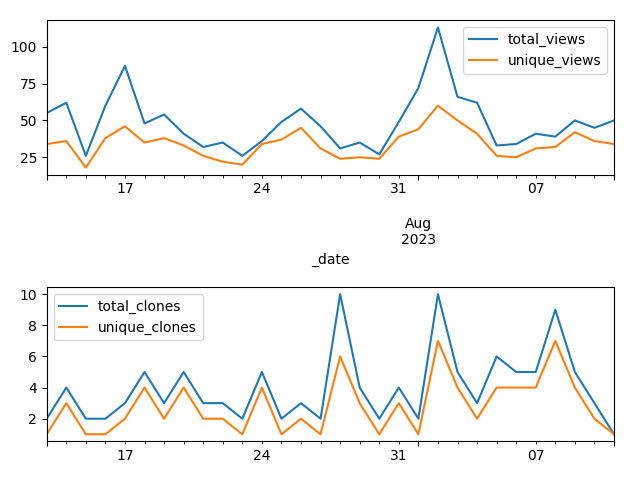 100
75
50
25
total_views
unique_views
17 24 31 07
Aug
2023
_date
10
8
6
4
2
total_clones
unique_clones
17 24 31 07